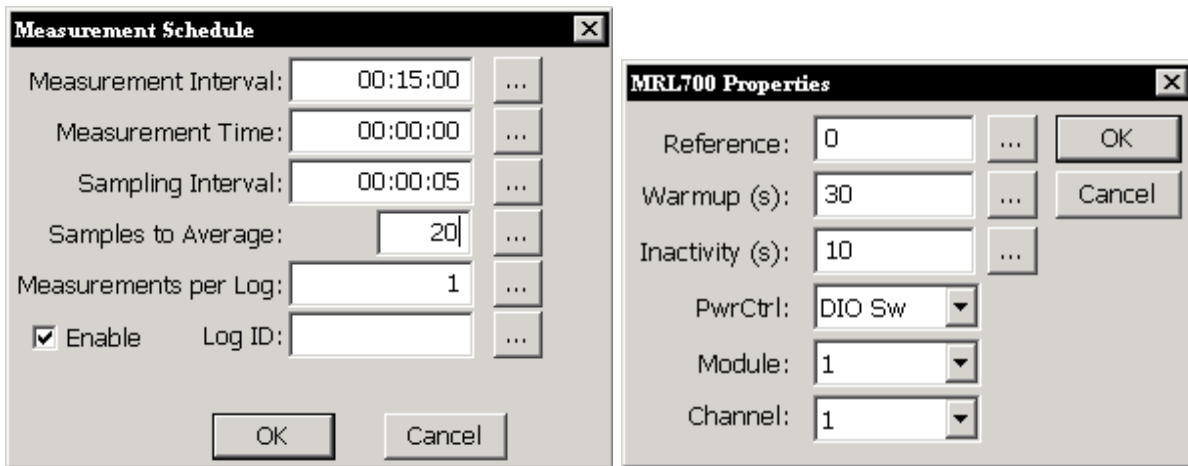 Measurement Schedule
Measurement Interval: 00:15:00 ...
Measurement Time: 00:00:00 ...
Sampling Interval: 00:00:05 ...
Samples to Average: 20 ...
Measurements per Log: 1 ...
Enable Log ID: ...
OK Cancel
MRL700 Properties
Reference: 0 ... OK
Warmup (s): 30 ... Cancel
Inactivity (s): 10 ...
PwrCtrl: DIO Sw
Module: 1
Channel: 1